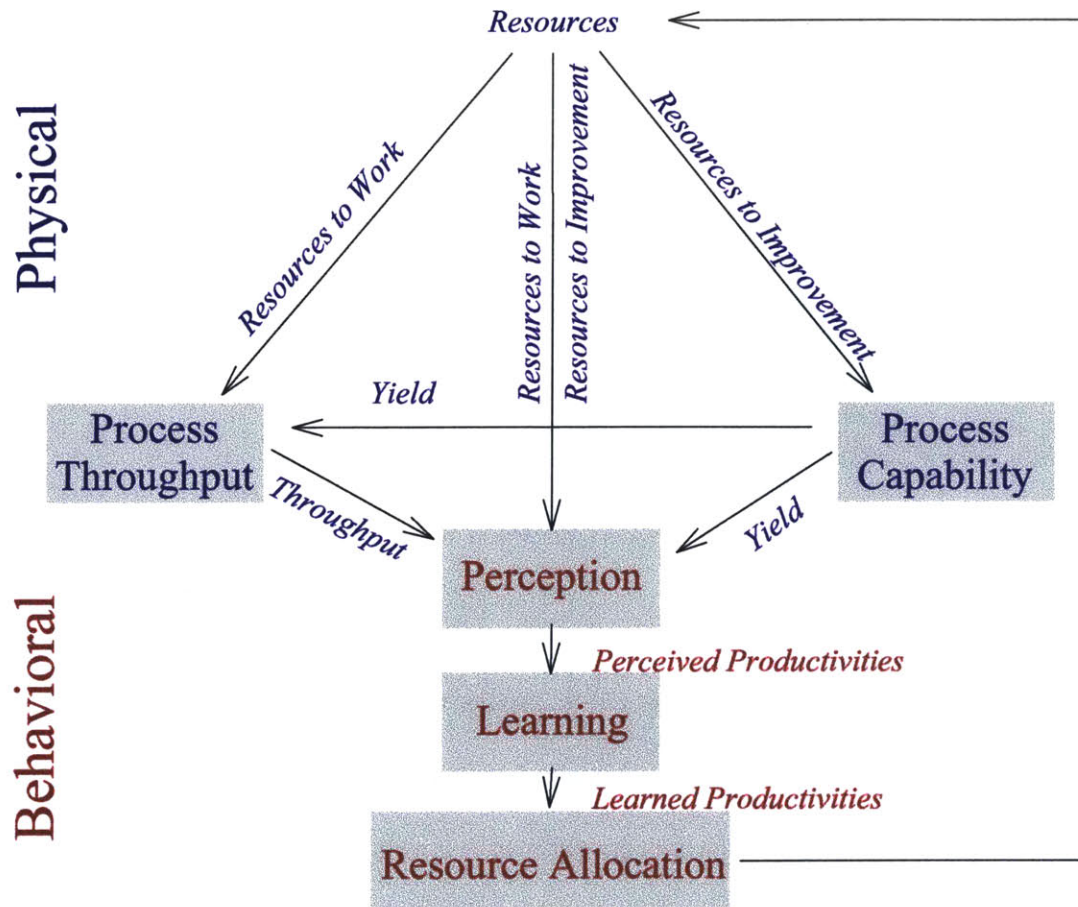 Resources
Physical
Resources to Work
Resources to Work
Resources to Improvement
Resources to Improvement
Yield
Process
Throughput
Process
Capability
Throughput
Yield
Perception
Behavioral
Perceived Productivities
Learning
Learned Productivities
Resource Allocation